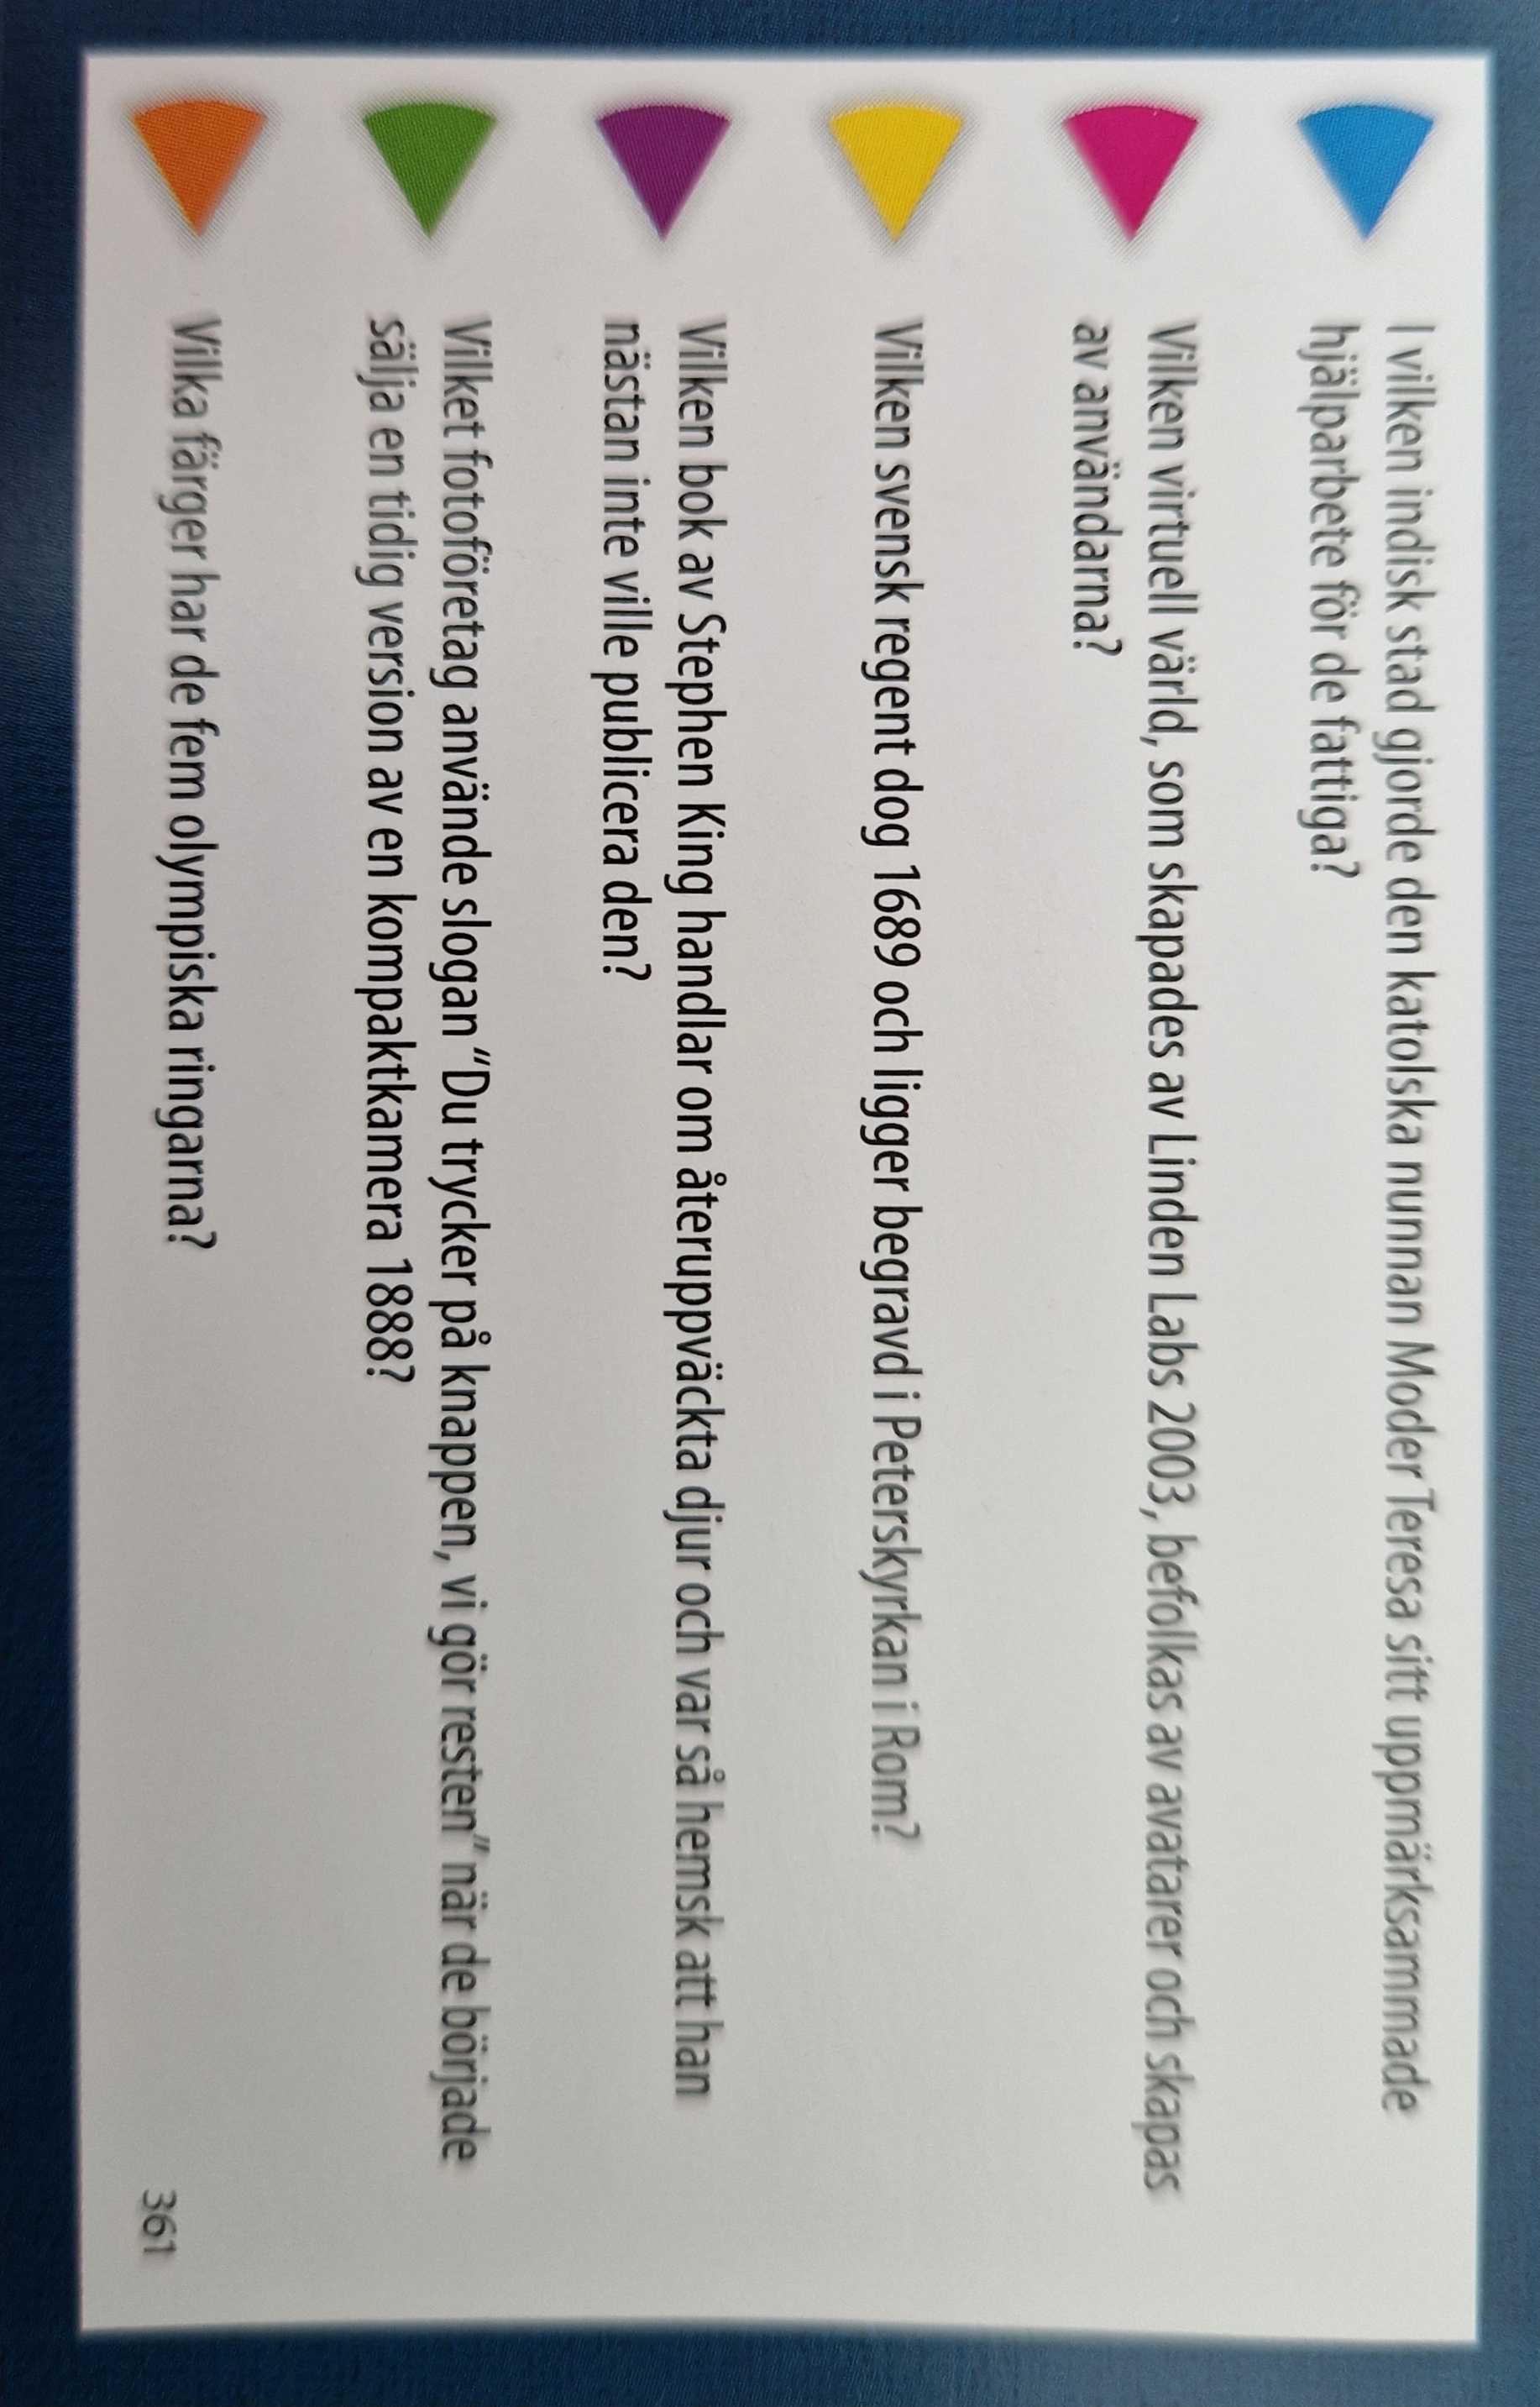 I vilken indisk stad gjorde den katolska nunnan Moder Teresa sitt uppmärksammade
hjälparbete för de fattiga?
Vilken virtuell värld, som skapades av Linden Labs 2003, befolkas av avatarer och skapas
av användarna?
Vilken svensk regent dog 1689 och ligger begravd i Peterskyrkan i Rom?
Vilken bok av Stephen King handlar om återuppväckta djur och var så hemsk att han
nästan inte ville publicera den?
Vilket fotoföretag använde slogan “Du trycker på knappen, vi gör resten” när de började
sälja en tidig version av en kompaktkamera 1888?
Vilka färger har de fem olympiska ringarna?
361